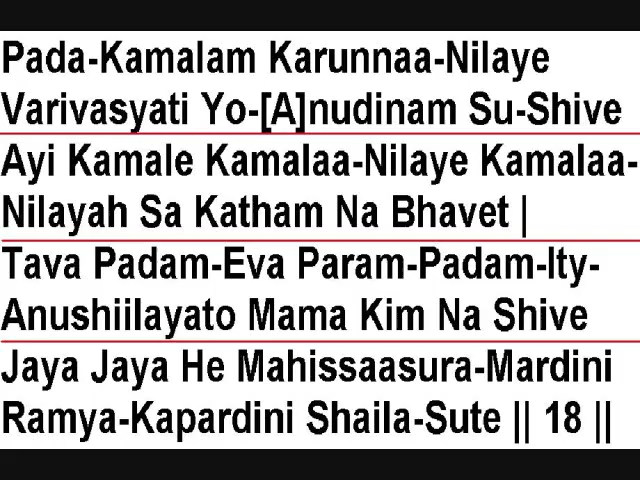 Pada-Kamalam Karunnaa-Nilaye
Varivasyati Yo-[A]nudinam Su-Shive
Ayi Kamale Kamalaa-Nilaye Kamalaa-
Nilayah Sa Katham Na Bhavet |
Tava Padam-Eva Param-Padam-Ity-
Anushiilayato Mama Kim Na Shive
Jaya Jaya He Mahissaasura-Mardini
Ramya-Kapardini Shaila-Sute || 18 ||